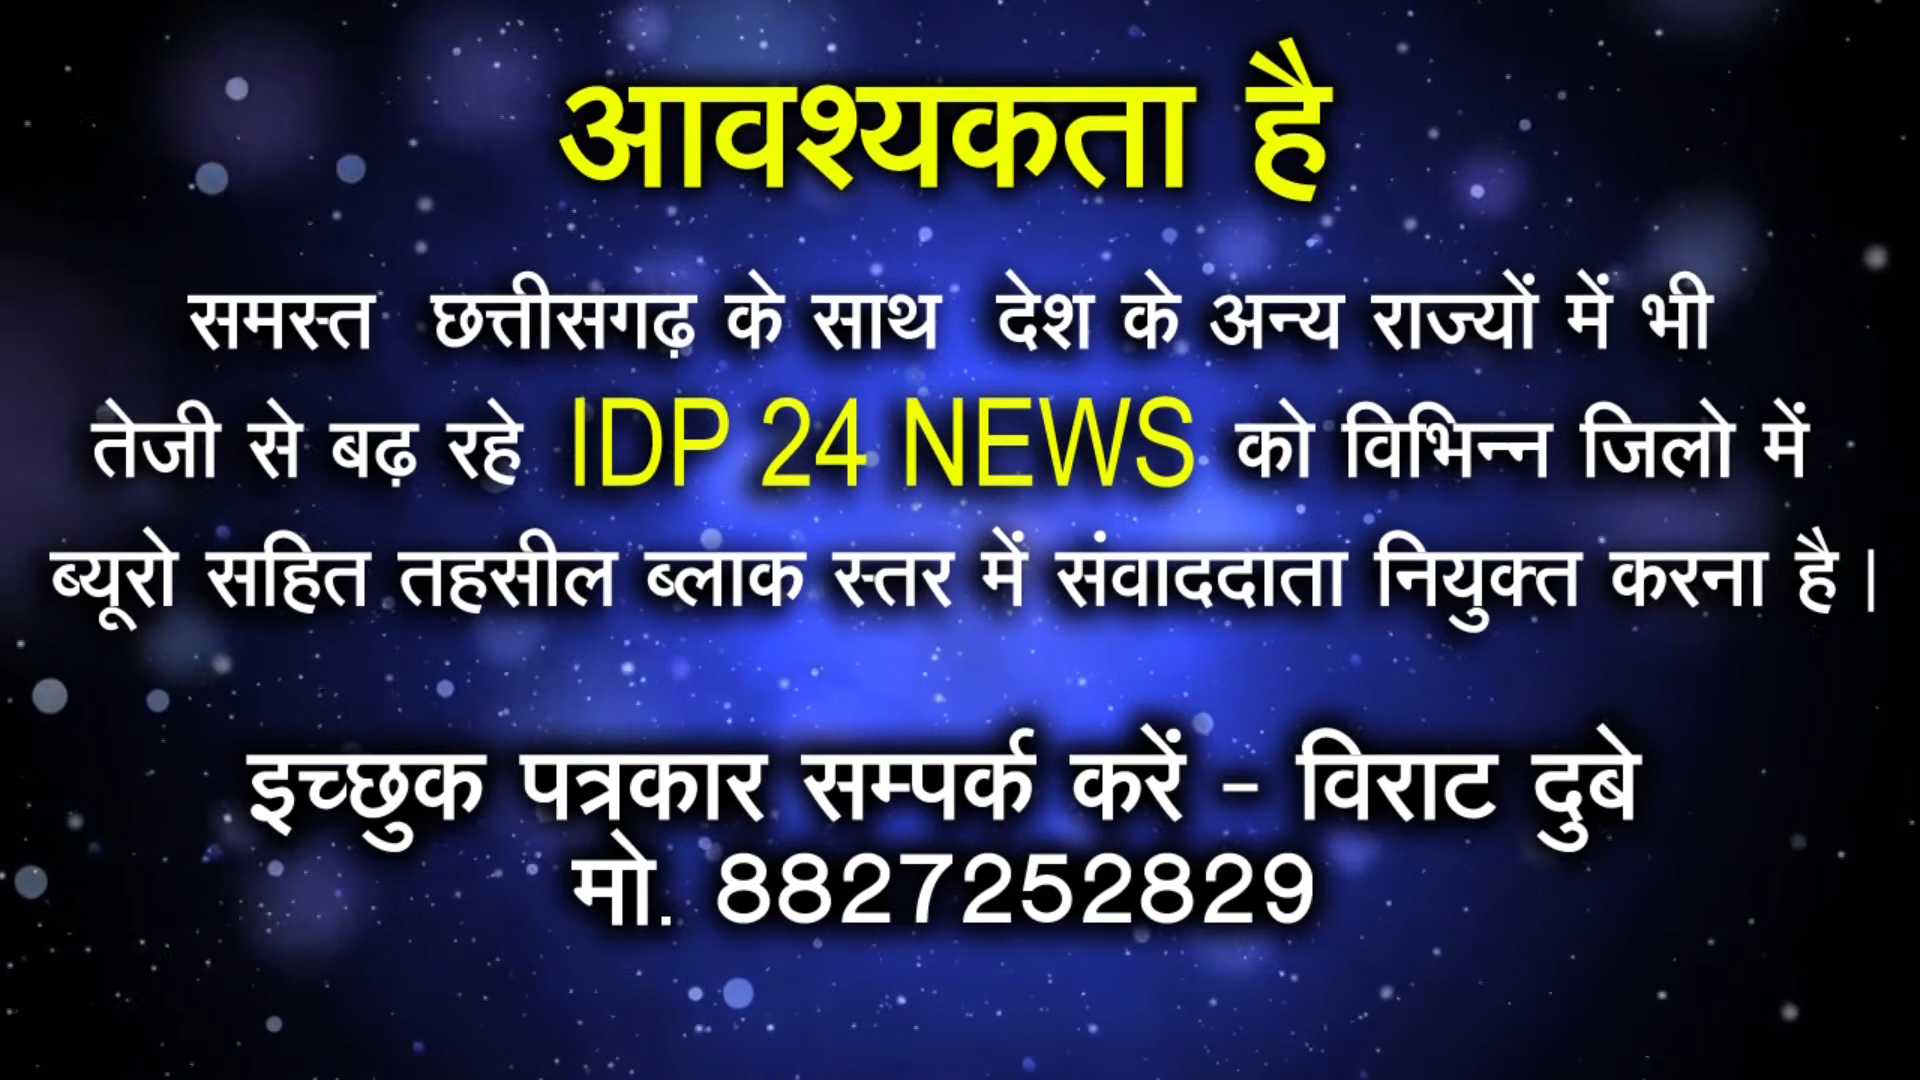 आवश्यकता है
समस्त छत्तीसगढ़ के साथ देश के अन्य राज्यों में भी
तेजी से बढ़ रहे IDP 24 NEWS को विभिन्न जिलो में
ब्यूरो सहित तहसील ब्लाक स्तर में संवाददाता नियुक्त करना है।
इच्छुक पत्रकार सम्पर्क करें - विराट दुबे
मो. 8827252829